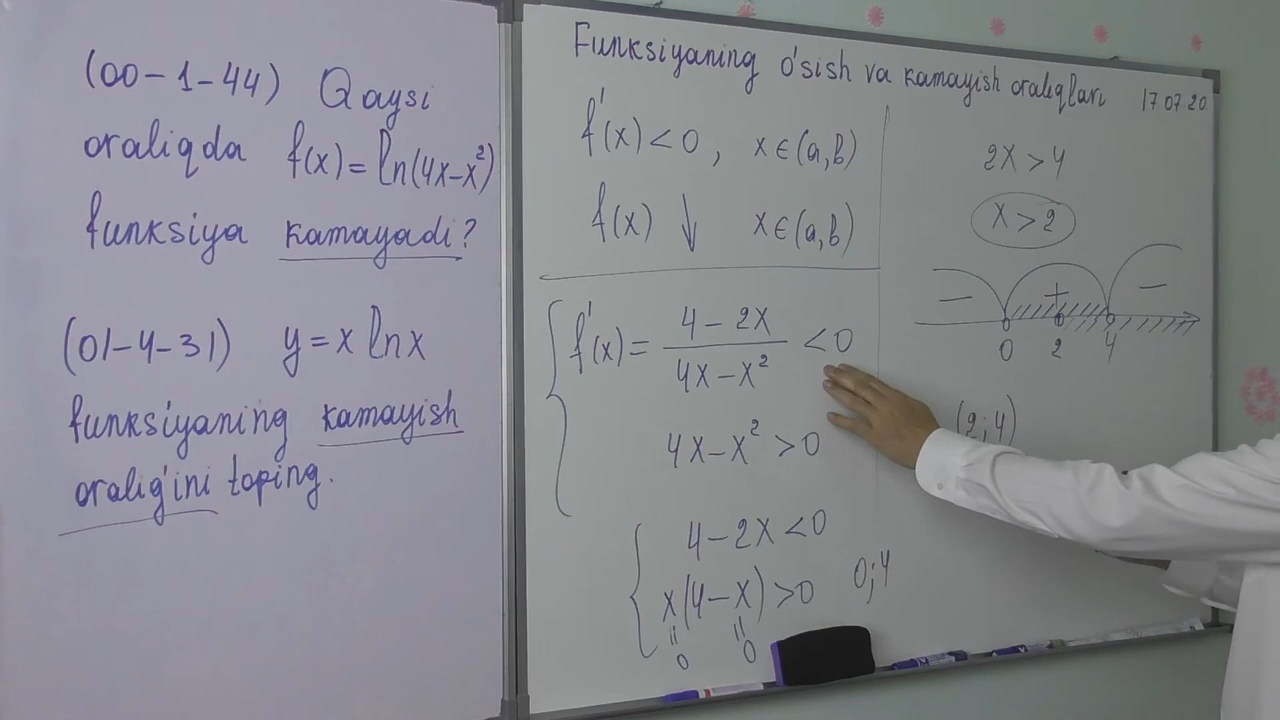 (00-1-44) Qaysi
oraliqda f(x)=ln(4x-x²)
funksiya kamayadi?
(01-4-31) y=x lnx
funksiyaning kamayish
oralig'ini toping.
Funksiyaning o'sish va kamayish oraliqlari 17.07.20.
f'(x)<0, x∈(a,b)
f(x) ↓ x∈(a,b)
f'(x)= (4-2x)/(4x-x²) <0
4x-x²>0
4-2x<0
x(4-x)>0 0;4
= =
0 0
2x>4
x>2
- + -
0 2 4
(2;4)